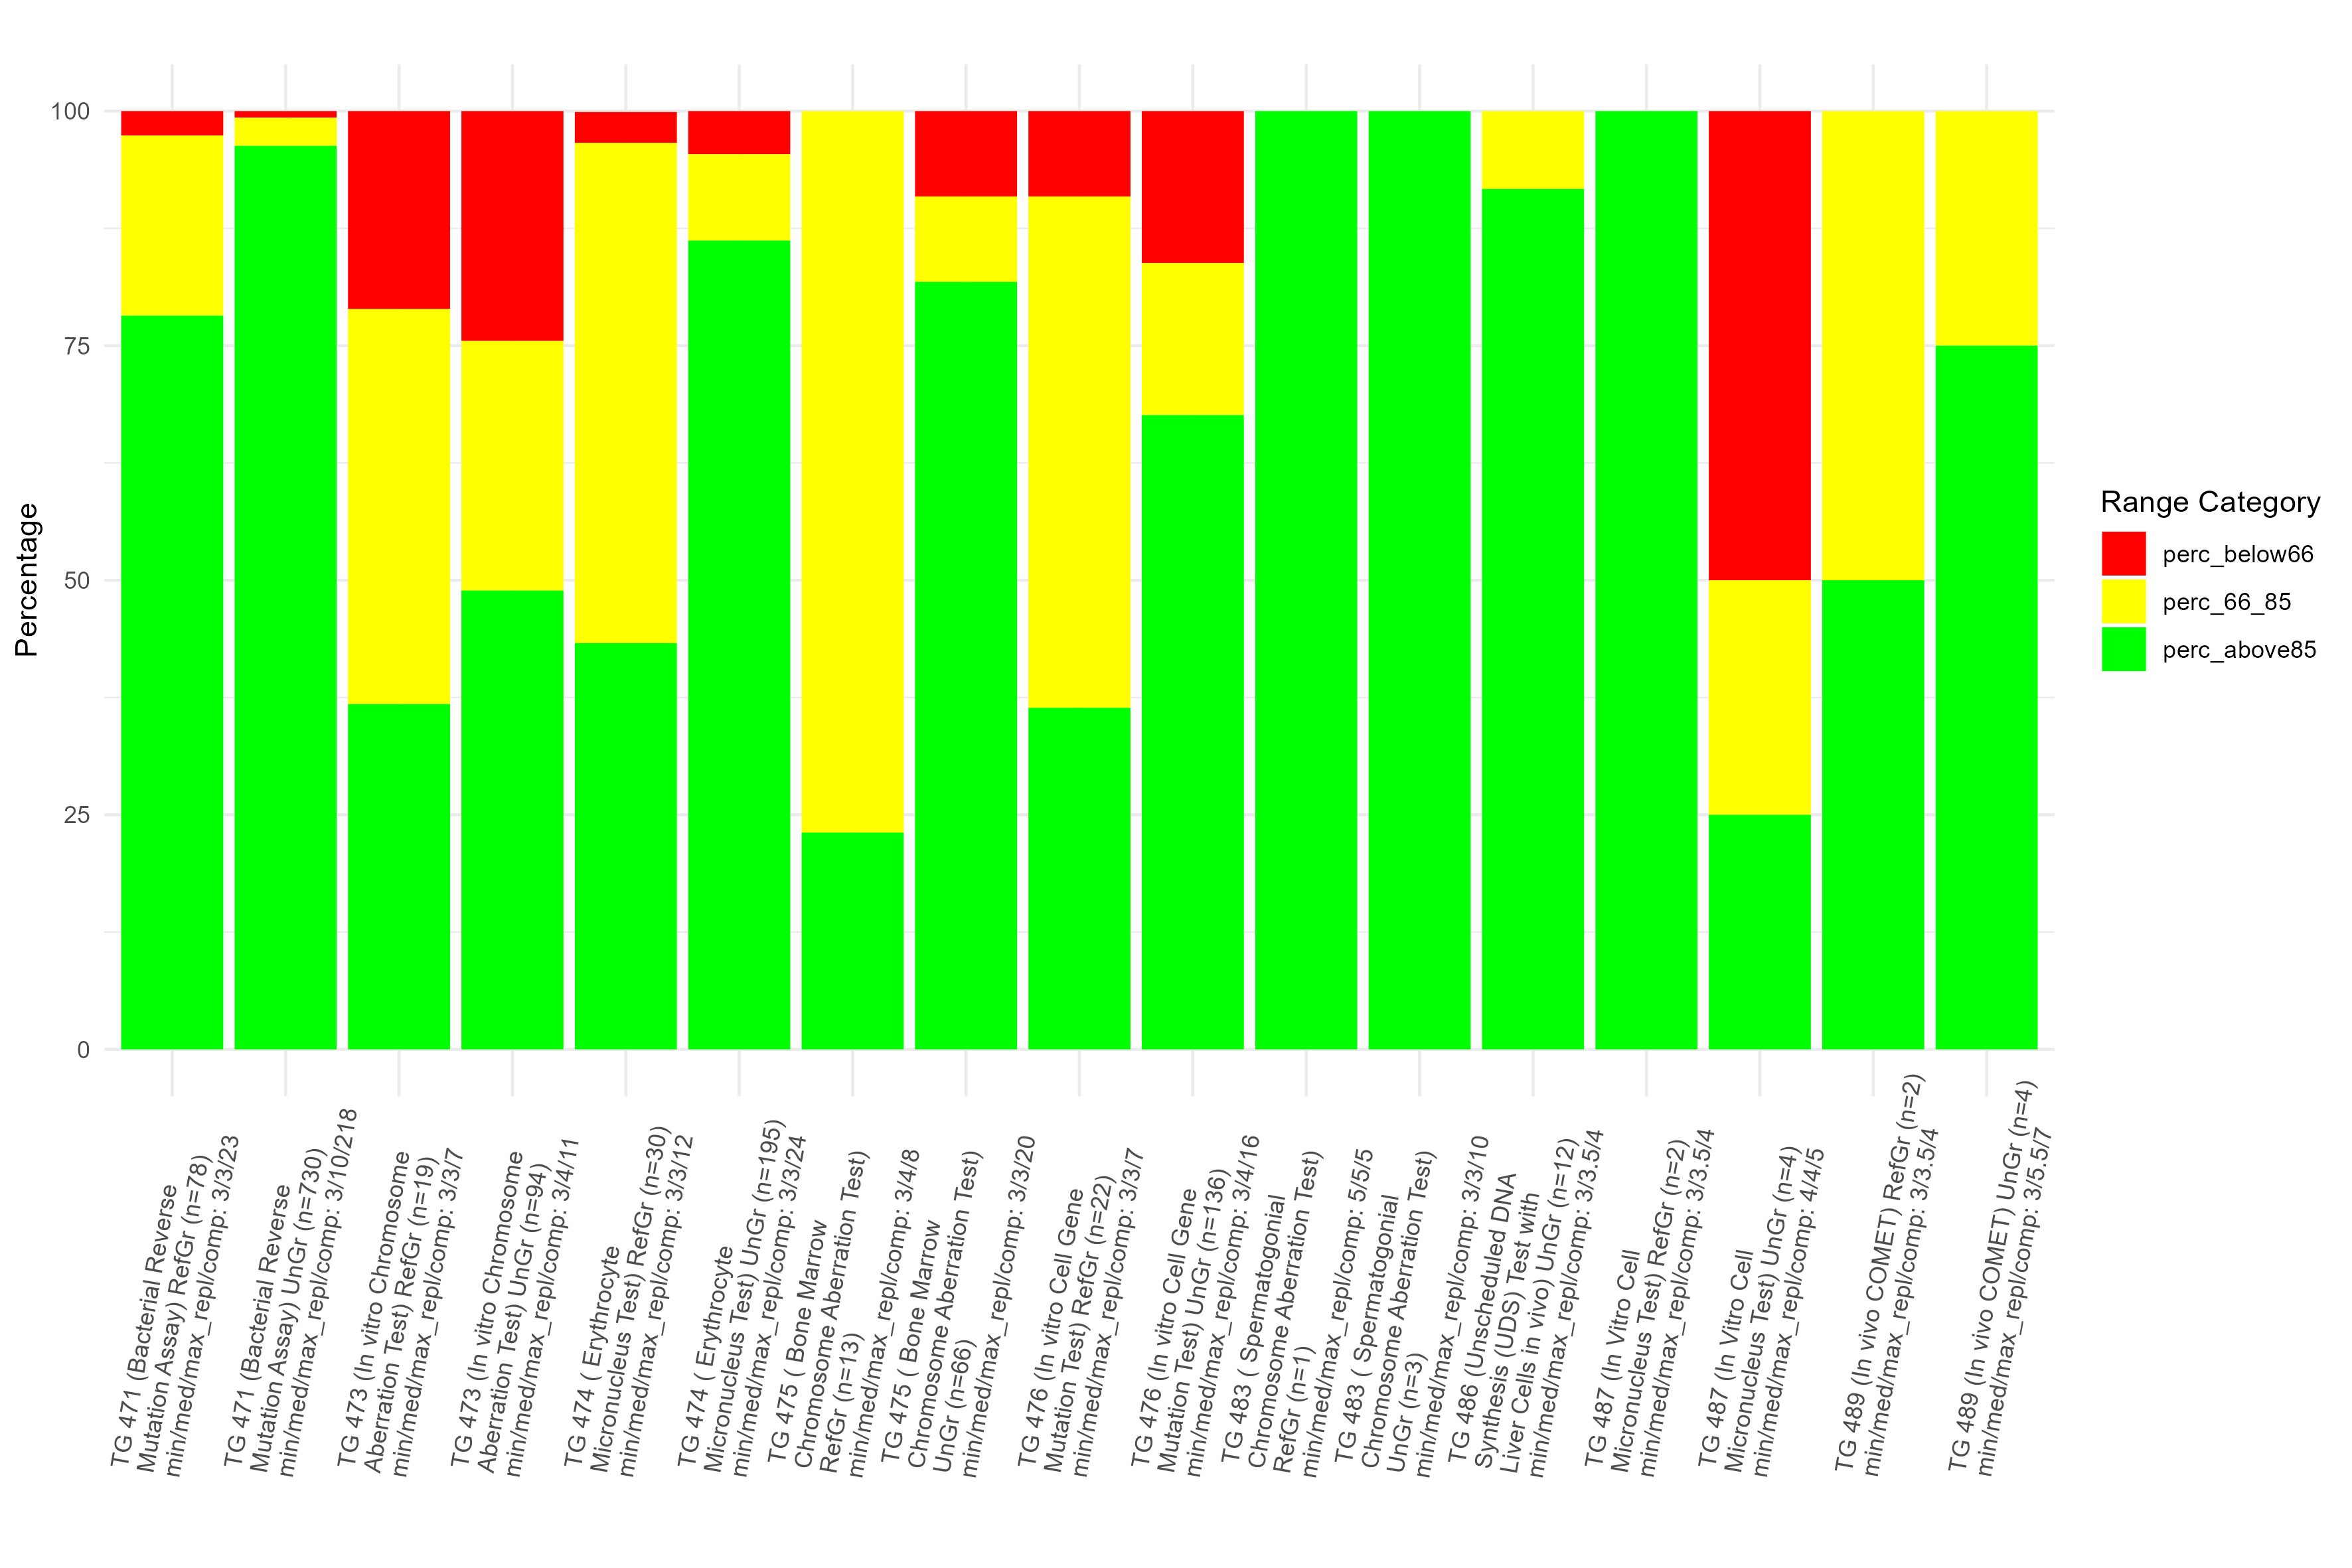 100
75
50
25
0
Percentage
TG 471 (Bacterial Reverse
Mutation Assay) RefGr (n=78)
min/med/max_repl/comp: 3/3/23
TG 471 (Bacterial Reverse
Mutation Assay) UnGr (n=730)
min/med/max_repl/comp: 3/10/218
TG 473 (In vitro Chromosome
Aberration Test) RefGr (n=19)
min/med/max_repl/comp: 3/3/7
TG 473 (In vitro Chromosome
Aberration Test) UnGr (n=94)
min/med/max_repl/comp: 3/4/11
TG 474 ( Erythrocyte
Micronucleus Test) RefGr (n=30)
min/med/max_repl/comp: 3/3/12
TG 474 ( Erythrocyte
Micronucleus Test) UnGr (n=195)
min/med/max_repl/comp: 3/3/24
TG 475 ( Bone Marrow
Chromosome Aberration Test)
RefGr (n=13)
min/med/max_repl/comp: 3/4/8
TG 475 ( Bone Marrow
Chromosome Aberration Test)
UnGr (n=66)
min/med/max_repl/comp: 3/3/20
TG 476 (In vitro Cell Gene
Mutation Test) RefGr (n=22)
min/med/max_repl/comp: 3/3/7
TG 476 (In vitro Cell Gene
Mutation Test) UnGr (n=136)
min/med/max_repl/comp: 3/4/16
TG 483 ( Spermatogonial
Chromosome Aberration Test)
RefGr (n=1)
min/med/max_repl/comp: 5/5/5
TG 483 ( Spermatogonial
Chromosome Aberration Test)
UnGr (n=3)
min/med/max_repl/comp: 3/3/10
TG 486 (Unscheduled DNA
Synthesis (UDS) Test with
Liver Cells in vivo) UnGr (n=12)
min/med/max_repl/comp: 3/3.5/4
TG 487 (In Vitro Cell
Micronucleus Test) RefGr (n=2)
min/med/max_repl/comp: 3/3.5/4
TG 487 (In Vitro Cell
Micronucleus Test) UnGr (n=4)
min/med/max_repl/comp: 4/4/5
TG 489 (In vivo COMET) RefGr (n=2)
min/med/max_repl/comp: 3/3.5/4
TG 489 (In vivo COMET) UnGr (n=4)
min/med/max_repl/comp: 3/5.5/7
Range Category
perc_below66
perc_66_85
perc_above85